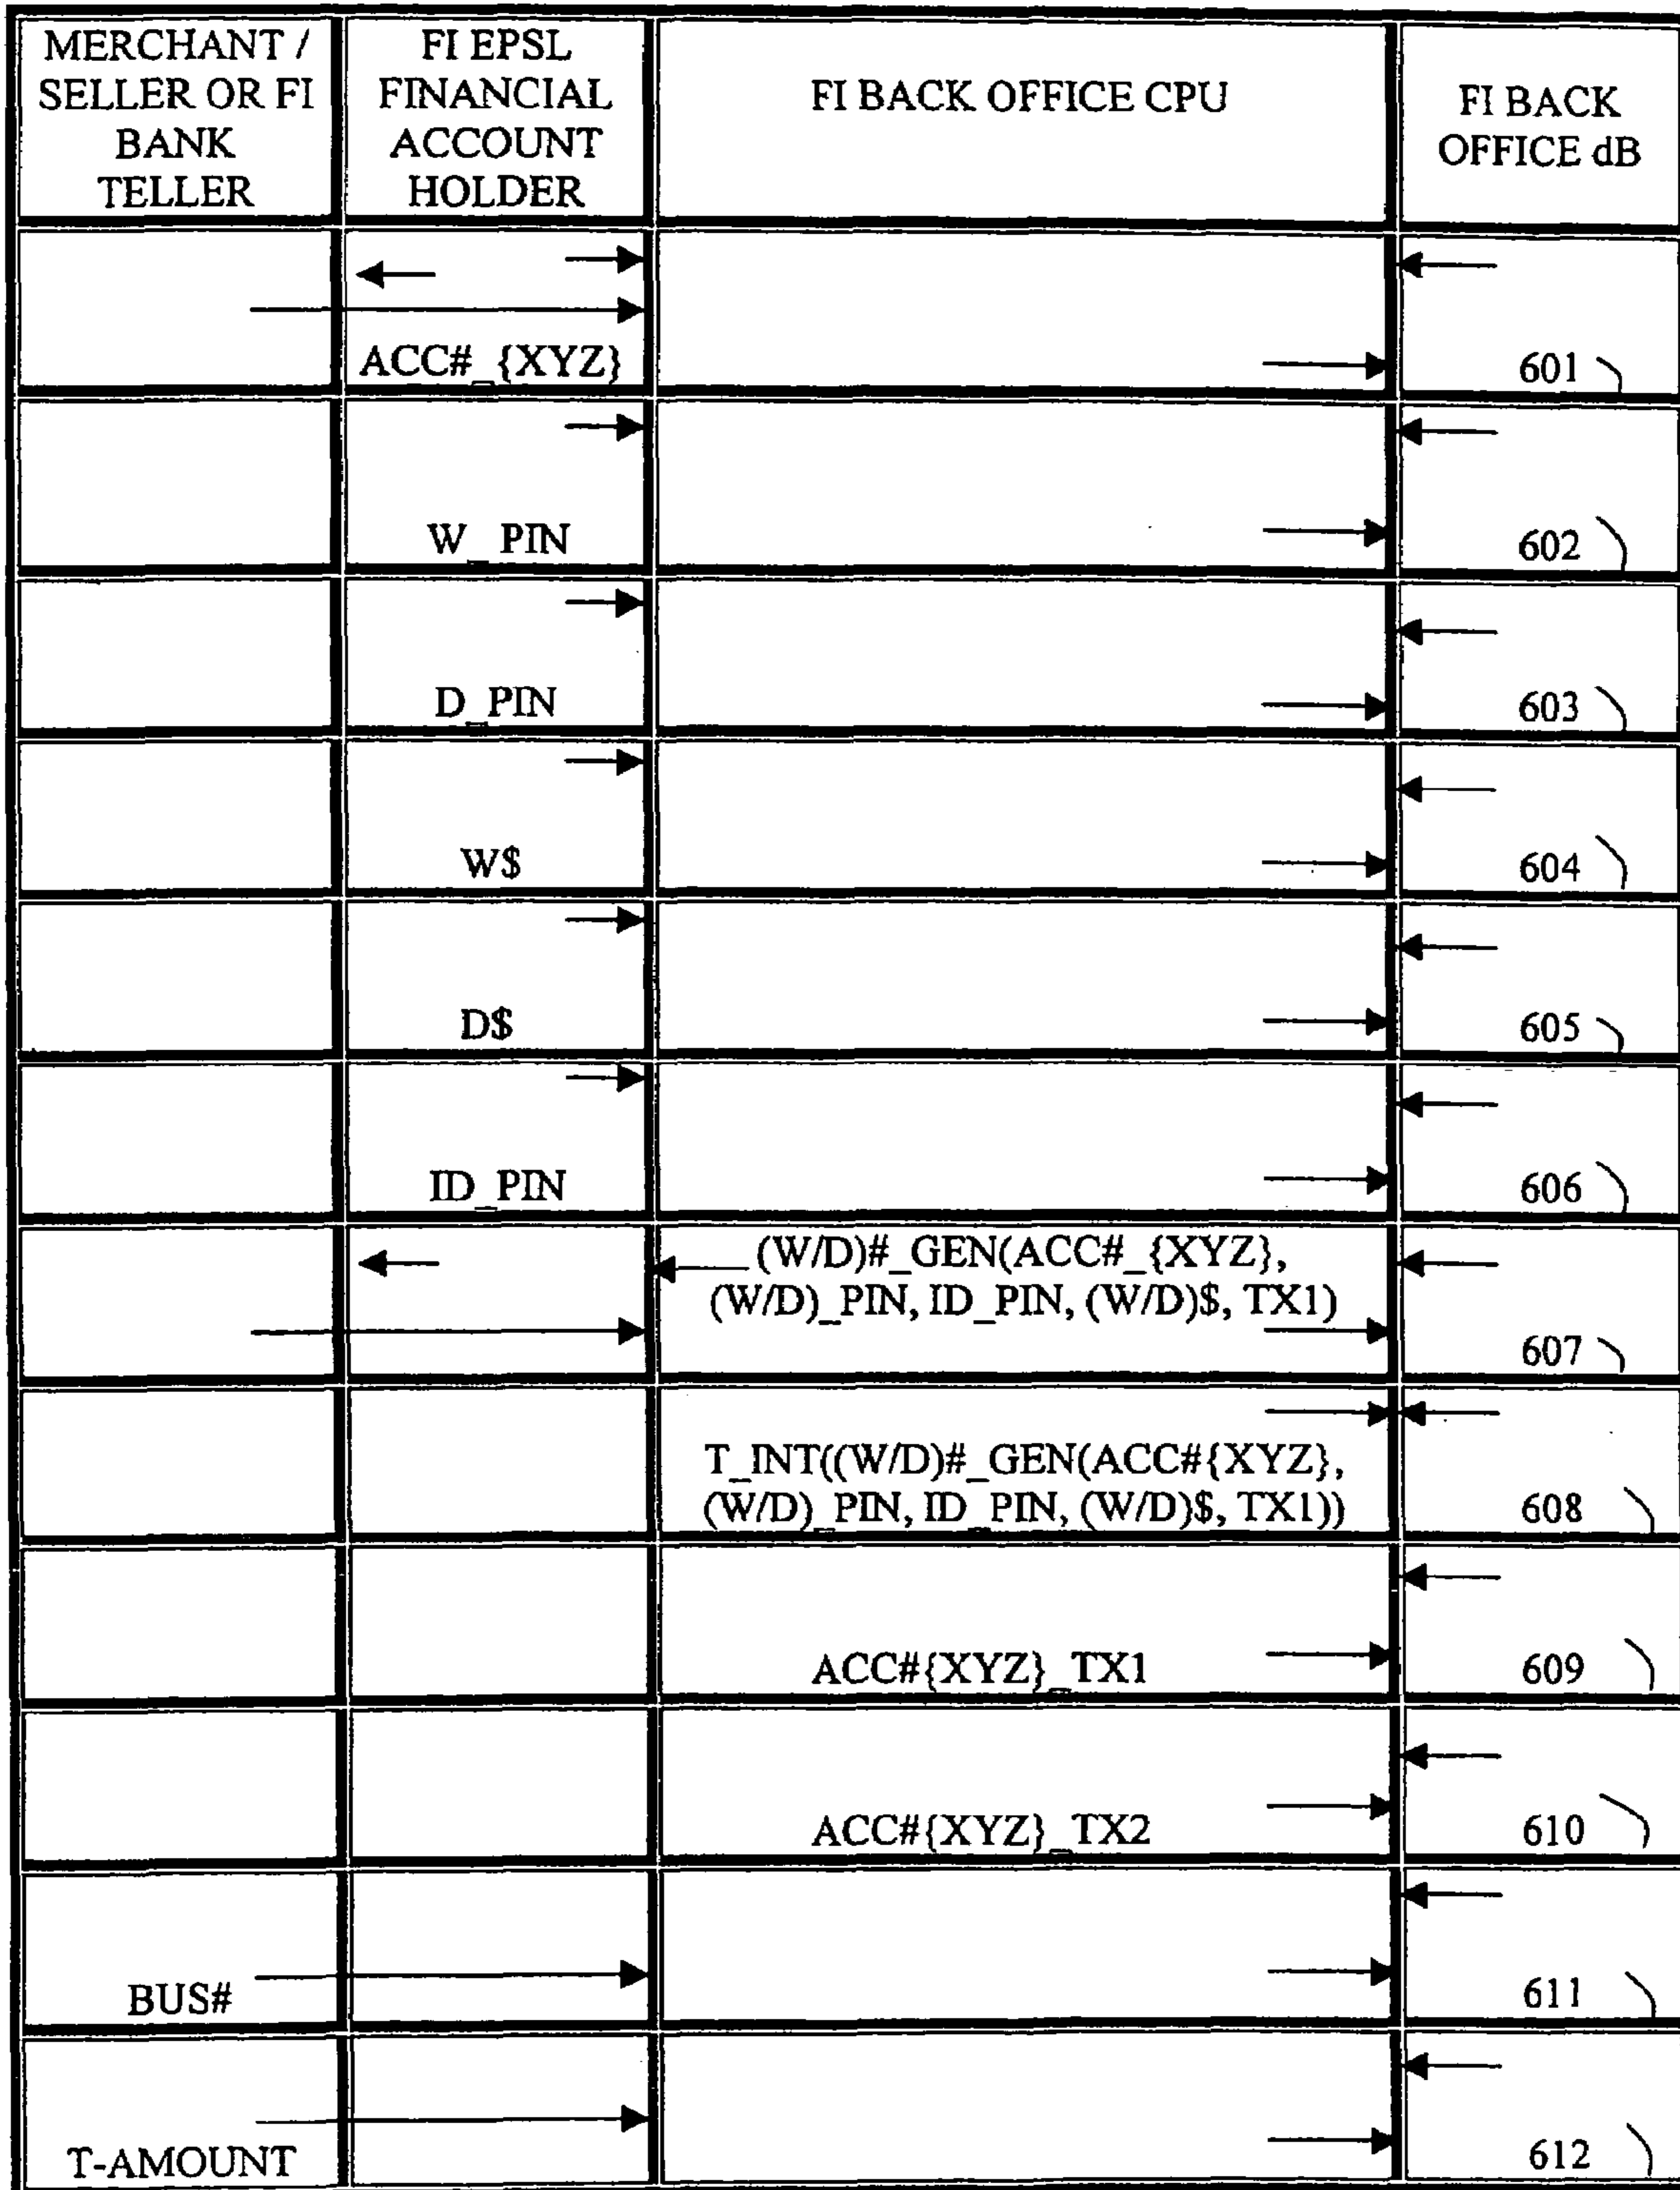 MERCHANT /
SELLER OR FI
BANK
TELLER
FI EPSL
FINANCIAL
ACCOUNT
HOLDER
FI BACK OFFICE CPU
FI BACK
OFFICE dB
ACC#_{XYZ}
601
W_PIN
602
D_PIN
603
W$
604
D$
605
ID_PIN
606
(W/D)#_GEN(ACC#_{XYZ},
(W/D)_PIN, ID_PIN, (W/D)$, TX1)
607
T_INT((W/D)#_GEN(ACC#{XYZ},
(W/D)_PIN, ID_PIN, (W/D)$, TX1))
608
ACC#{XYZ}_TX1
609
ACC#{XYZ}_TX2
610
BUS#
611
T-AMOUNT
612